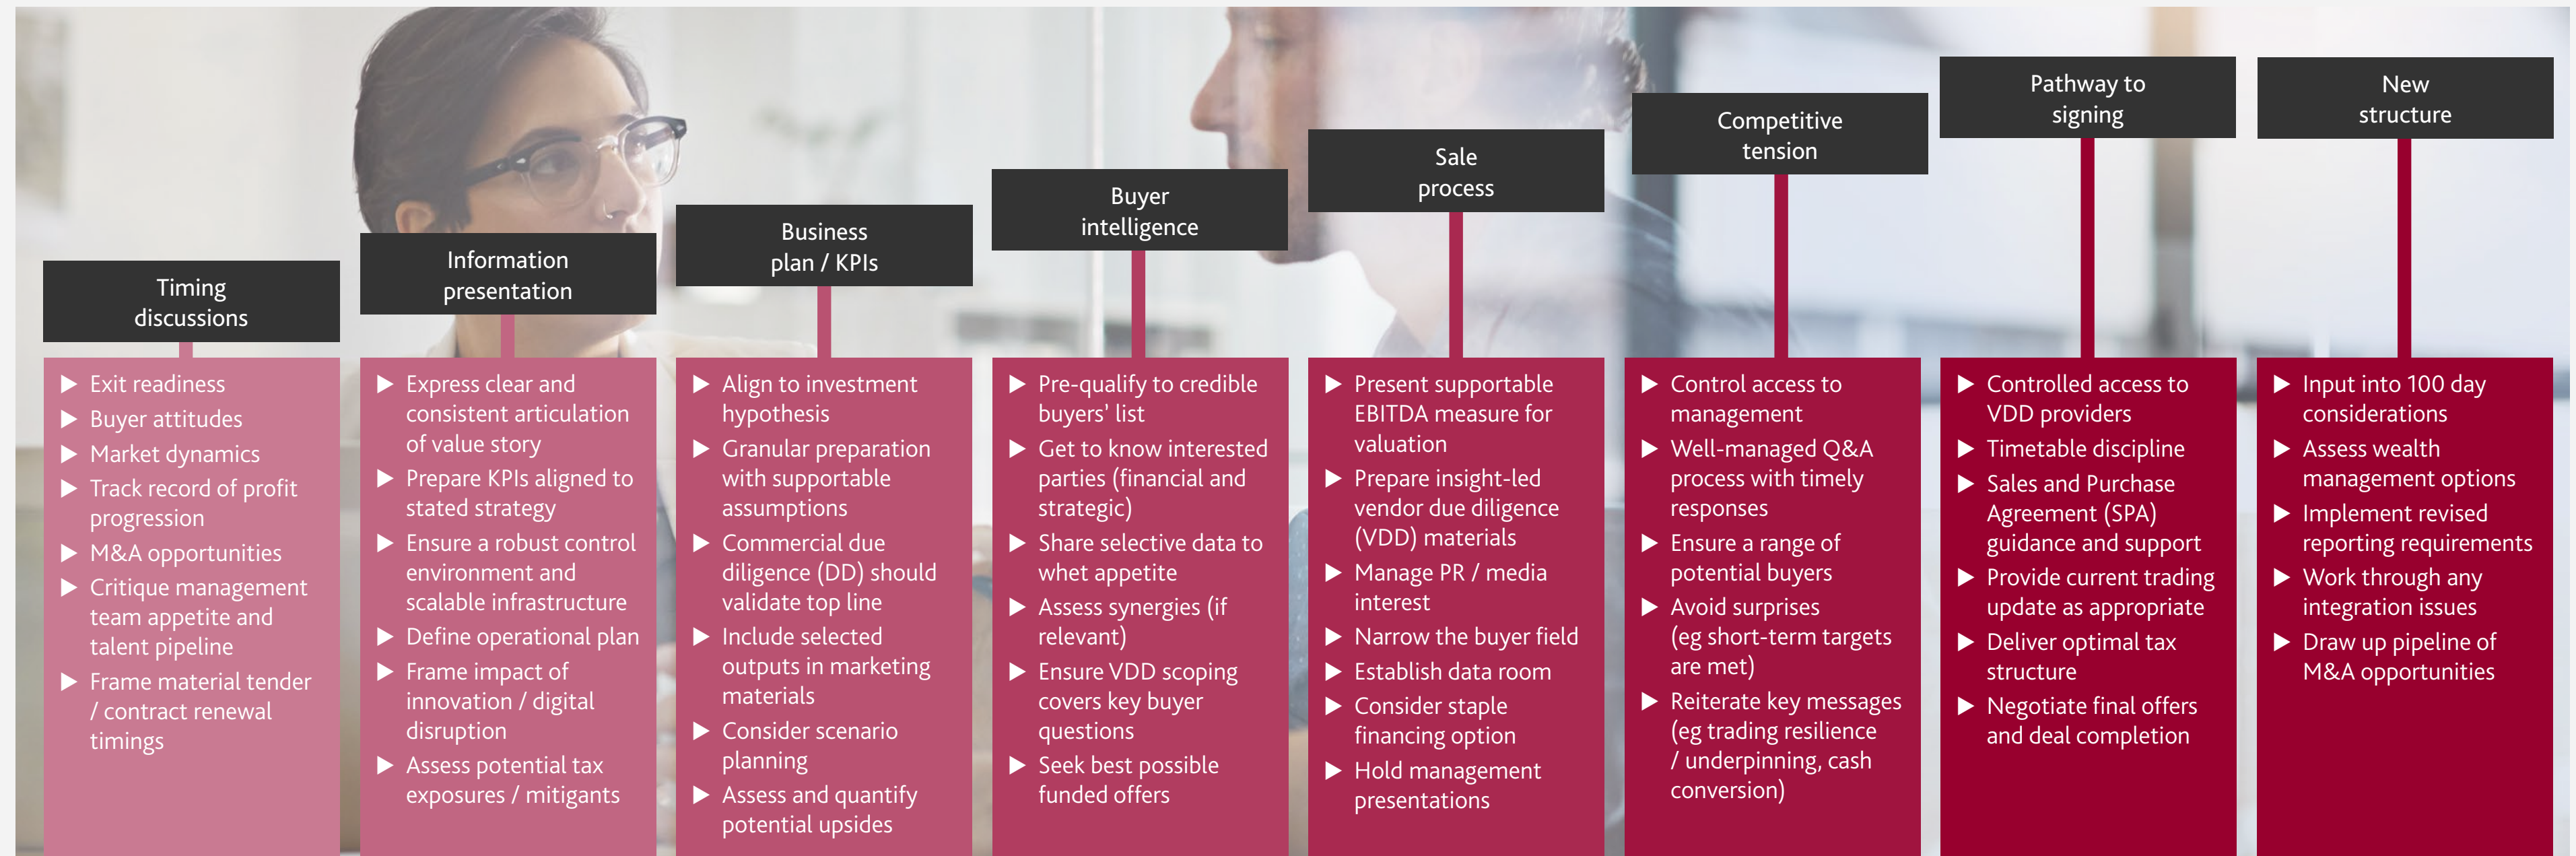 Timing
discussions
▶ Exit readiness
▶ Buyer attitudes
▶ Market dynamics
▶ Track record of profit
progression
▶ M&A opportunities
▶ Critique management
team appetite and
talent pipeline
▶ Frame material tender
/ contract renewal
timings
Information
presentation
▶ Express clear and
consistent articulation
of value story
▶ Prepare KPIs aligned to
stated strategy
▶ Ensure a robust control
environment and
scalable infrastructure
▶ Define operational plan
▶ Frame impact of
innovation / digital
disruption
▶ Assess potential tax
exposures / mitigants
Business
plan / KPIs
▶ Align to investment
hypothesis
▶ Granular preparation
with supportable
assumptions
▶ Commercial due
diligence (DD) should
validate top line
▶ Include selected
outputs in marketing
materials
▶ Consider scenario
planning
▶ Assess and quantify
potential upsides
Buyer
intelligence
▶ Pre-qualify to credible
buyers’ list
▶ Get to know interested
parties (financial and
strategic)
▶ Share selective data to
whet appetite
▶ Assess synergies (if
relevant)
▶ Ensure VDD scoping
covers key buyer
questions
▶ Seek best possible
funded offers
Sale
process
▶ Present supportable
EBITDA measure for
valuation
▶ Prepare insight-led
vendor due diligence
(VDD) materials
▶ Manage PR / media
interest
▶ Narrow the buyer field
▶ Establish data room
▶ Consider staple
financing option
▶ Hold management
presentations
Competitive
tension
▶ Control access to
management
▶ Well-managed Q&A
process with timely
responses
▶ Ensure a range of
potential buyers
▶ Avoid surprises
(eg short-term targets
are met)
▶ Reiterate key messages
(eg trading resilience
/ underpinning, cash
conversion)
Pathway to
signing
▶ Controlled access to
VDD providers
▶ Timetable discipline
▶ Sales and Purchase
Agreement (SPA)
guidance and support
▶ Provide current trading
update as appropriate
▶ Deliver optimal tax
structure
▶ Negotiate final offers
and deal completion
New
structure
▶ Input into 100 day
considerations
▶ Assess wealth
management options
▶ Implement revised
reporting requirements
▶ Work through any
integration issues
▶ Draw up pipeline of
M&A opportunities